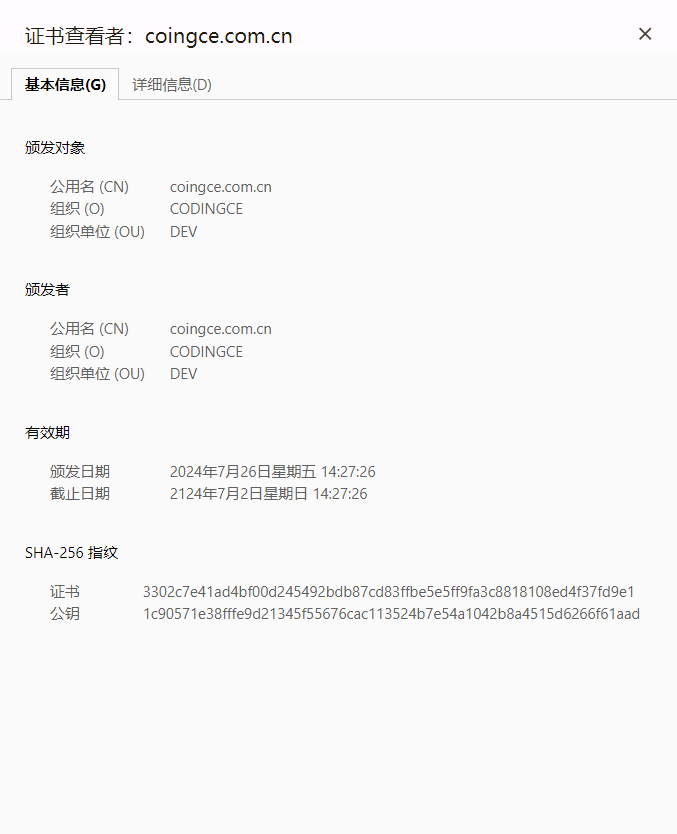 证书查看者：coingce.com.cn
基本信息(G) 详细信息(D)
颁发对象
公用名 (CN) coingce.com.cn
组织 (O) CODINGCE
组织单位 (OU) DEV
颁发者
公用名 (CN) coingce.com.cn
组织 (O) CODINGCE
组织单位 (OU) DEV
有效期
颁发日期 2024年7月26日星期五 14:27:26
截止日期 2124年7月2日星期日 14:27:26
SHA-256 指纹
证书 3302c7e41ad4bf00d245492bdb87cd83ffbe5e5ff9fa3c8818108ed4f37fd9e1
公钥 1c90571e38fffe9d21345f55676cac113524b7e54a1042b8a4515d6266f61aad